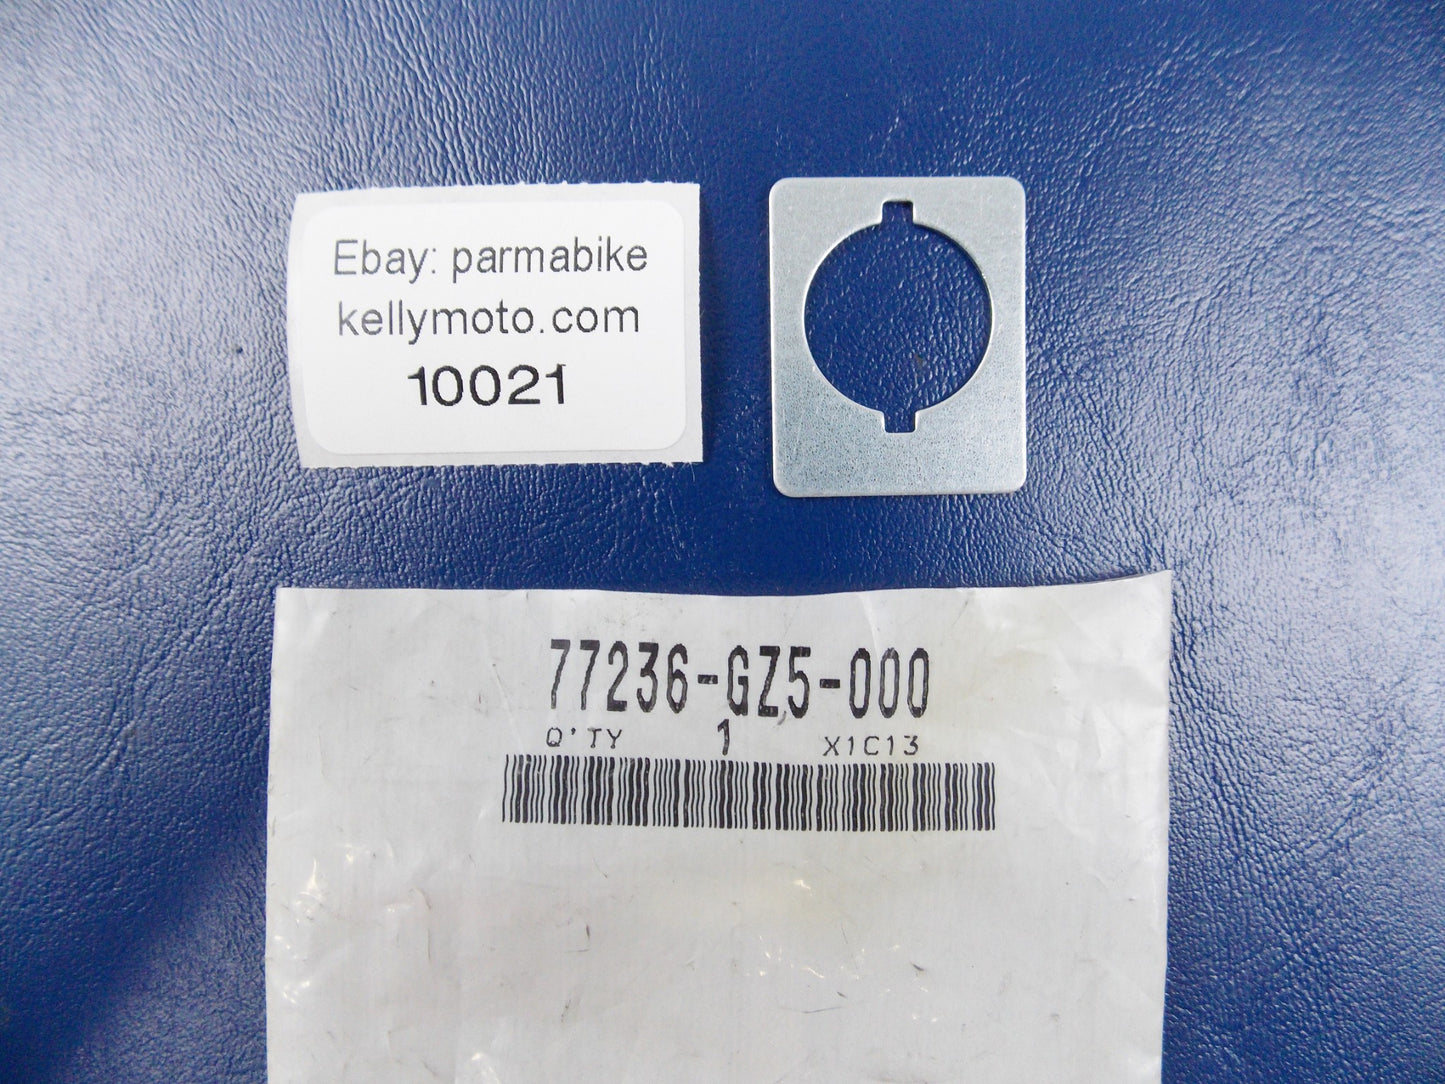 Ebay: parmabike
kellymoto.com
10021
77236-GZ5-000
Q'TY 1 X1C13